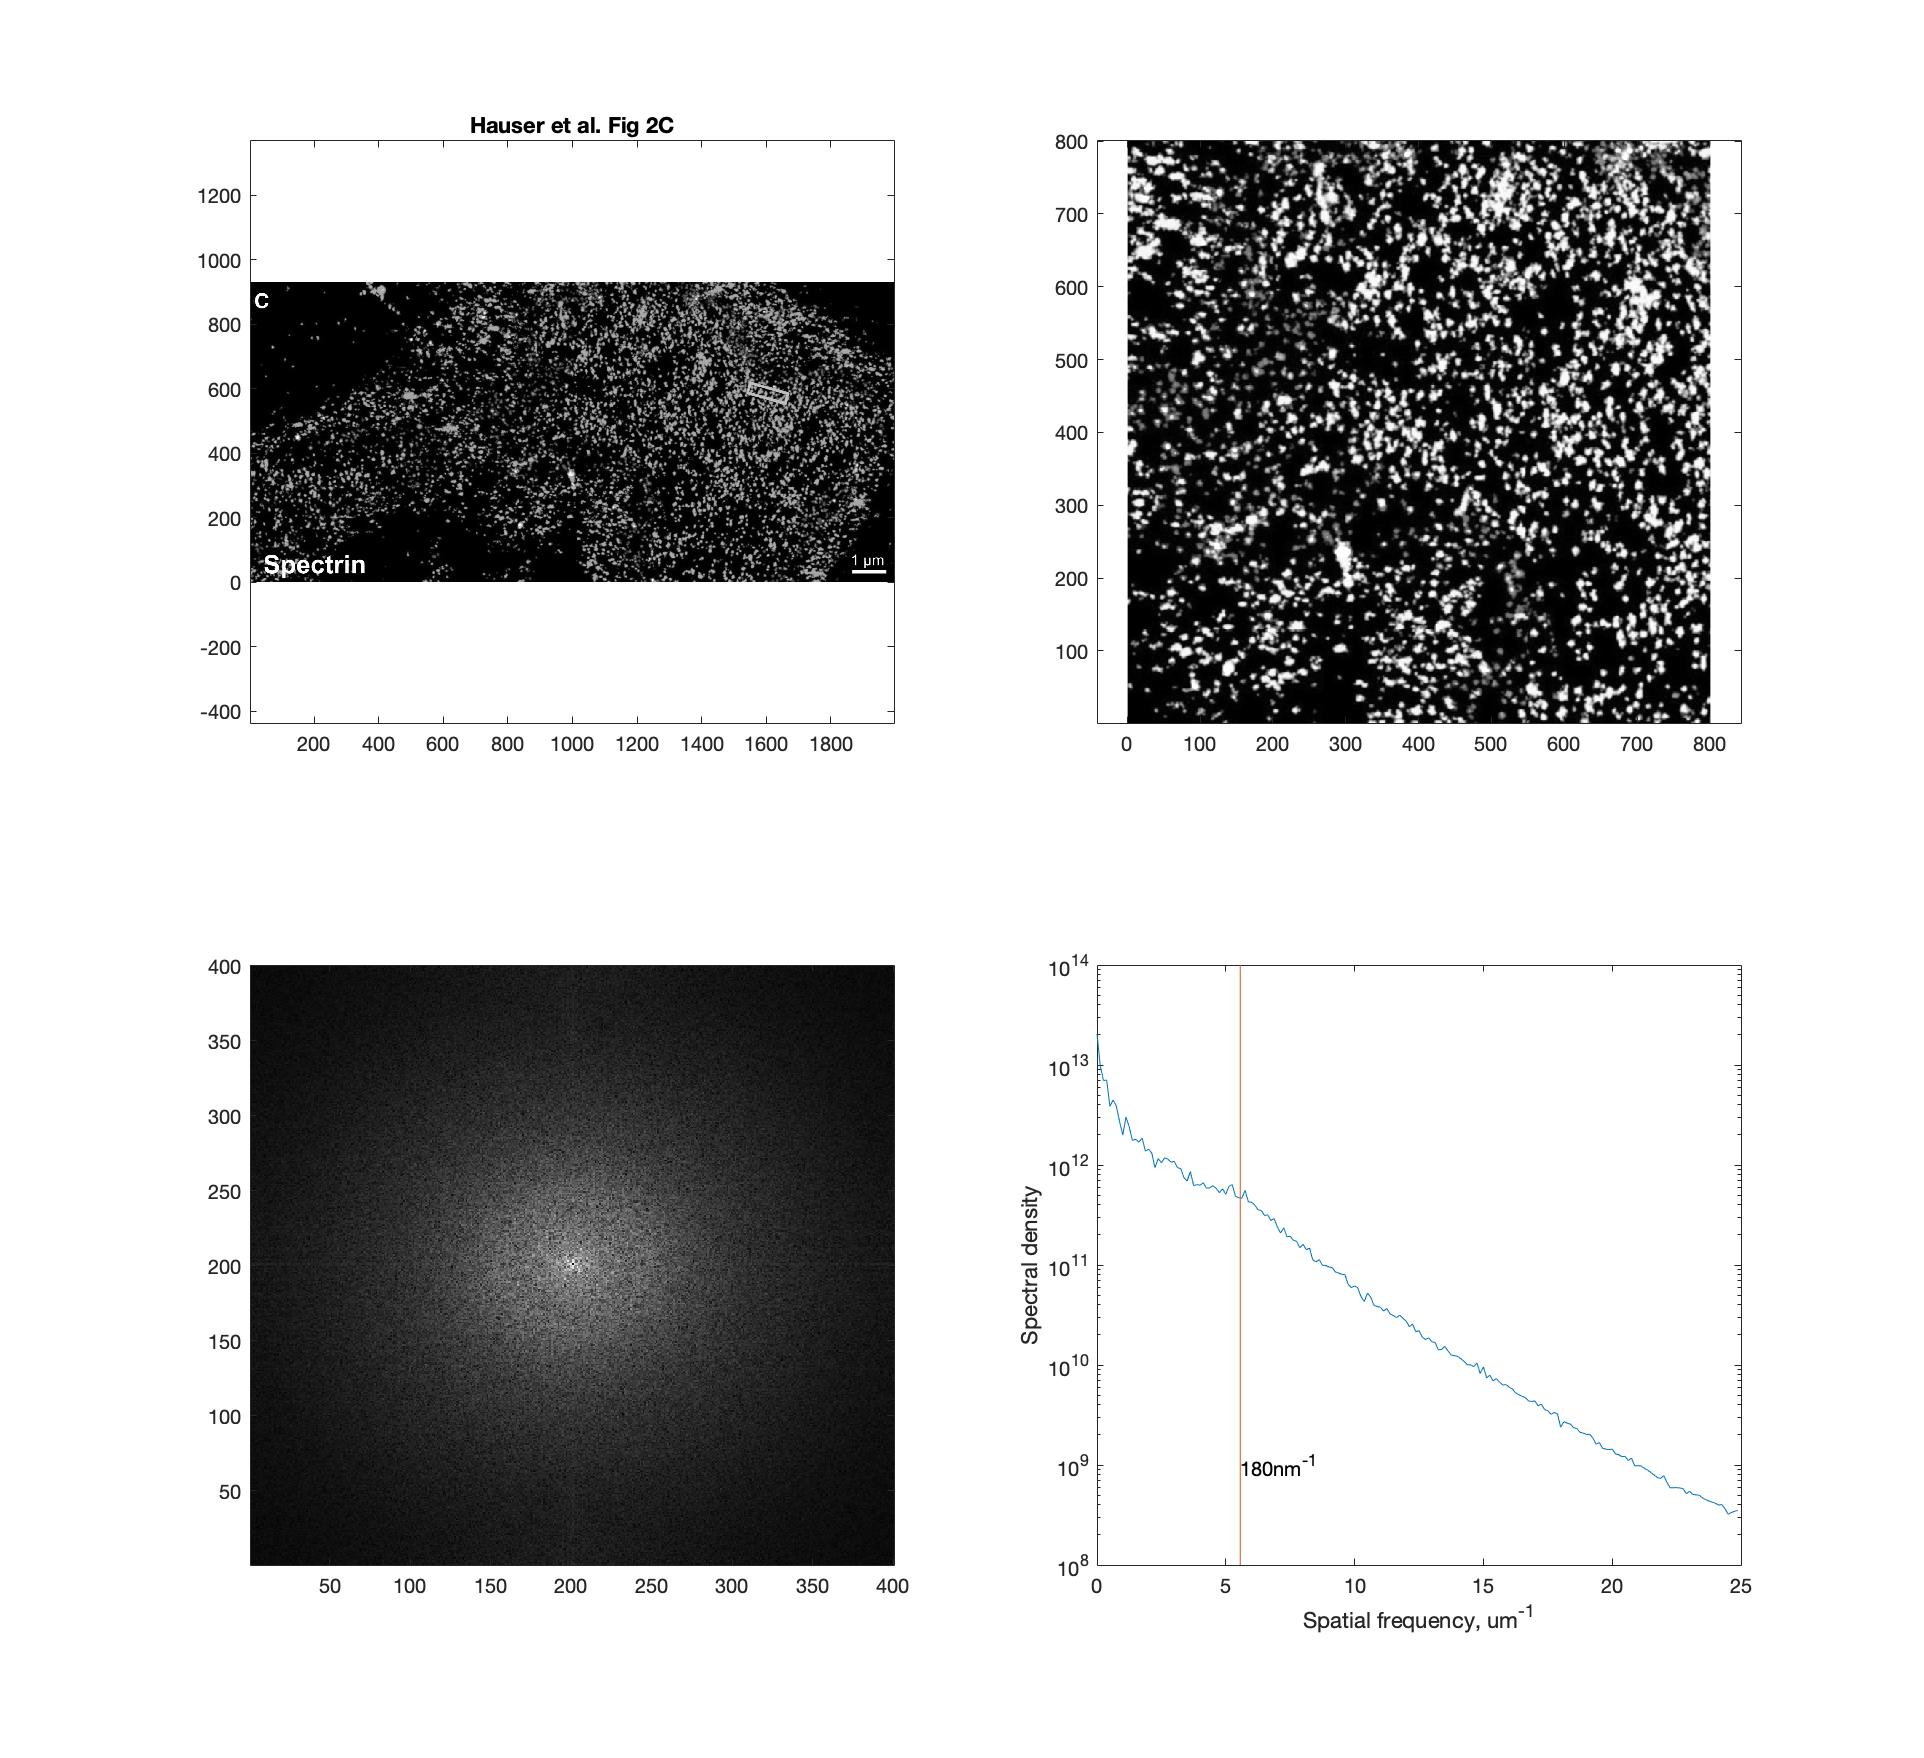 Hauser et al. Fig 2C
1200
1000
800
600
400
200
0
-200
-400
C
Spectrin
1 µm
200 400 600 800 1000 1200 1400 1600 1800
800
700
600
500
400
300
200
100
0 100 200 300 400 500 600 700 800
400
350
300
250
200
150
100
50
50 100 150 200 250 300 350 400
Spectral density
10^14
10^13
10^12
10^11
10^10
10^9
10^8
180nm^-1
0 5 10 15 20 25
Spatial frequency, um^-1